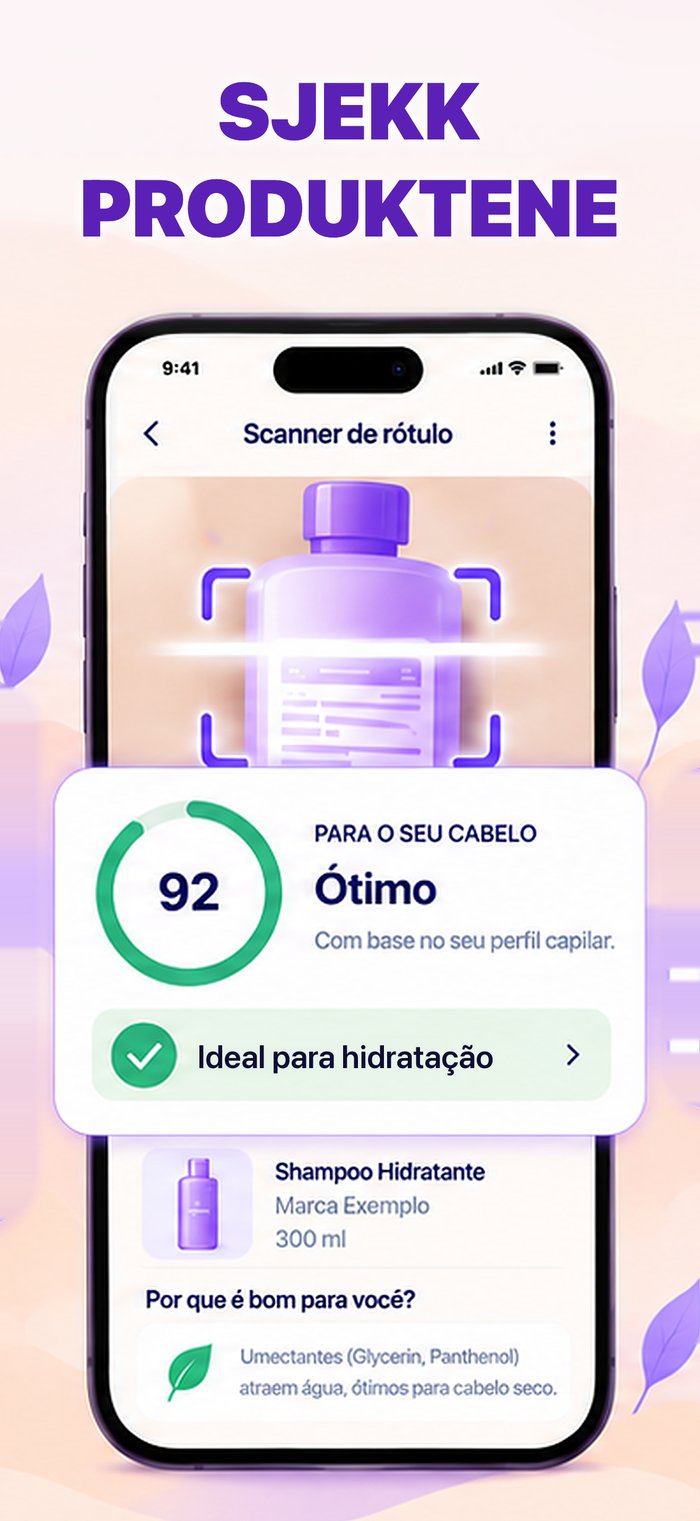 SJEKK
PRODUKTENE
9:41
Scanner de rótulo
92
PARA O SEU CABELO
Ótimo
Com base no seu perfil capilar.
Ideal para hidratação
Shampoo Hidratante
Marca Exemplo
300 ml
Por que é bom para você?
Umectantes (Glycerin, Panthenol)
atraem água, ótimos para cabelo seco.